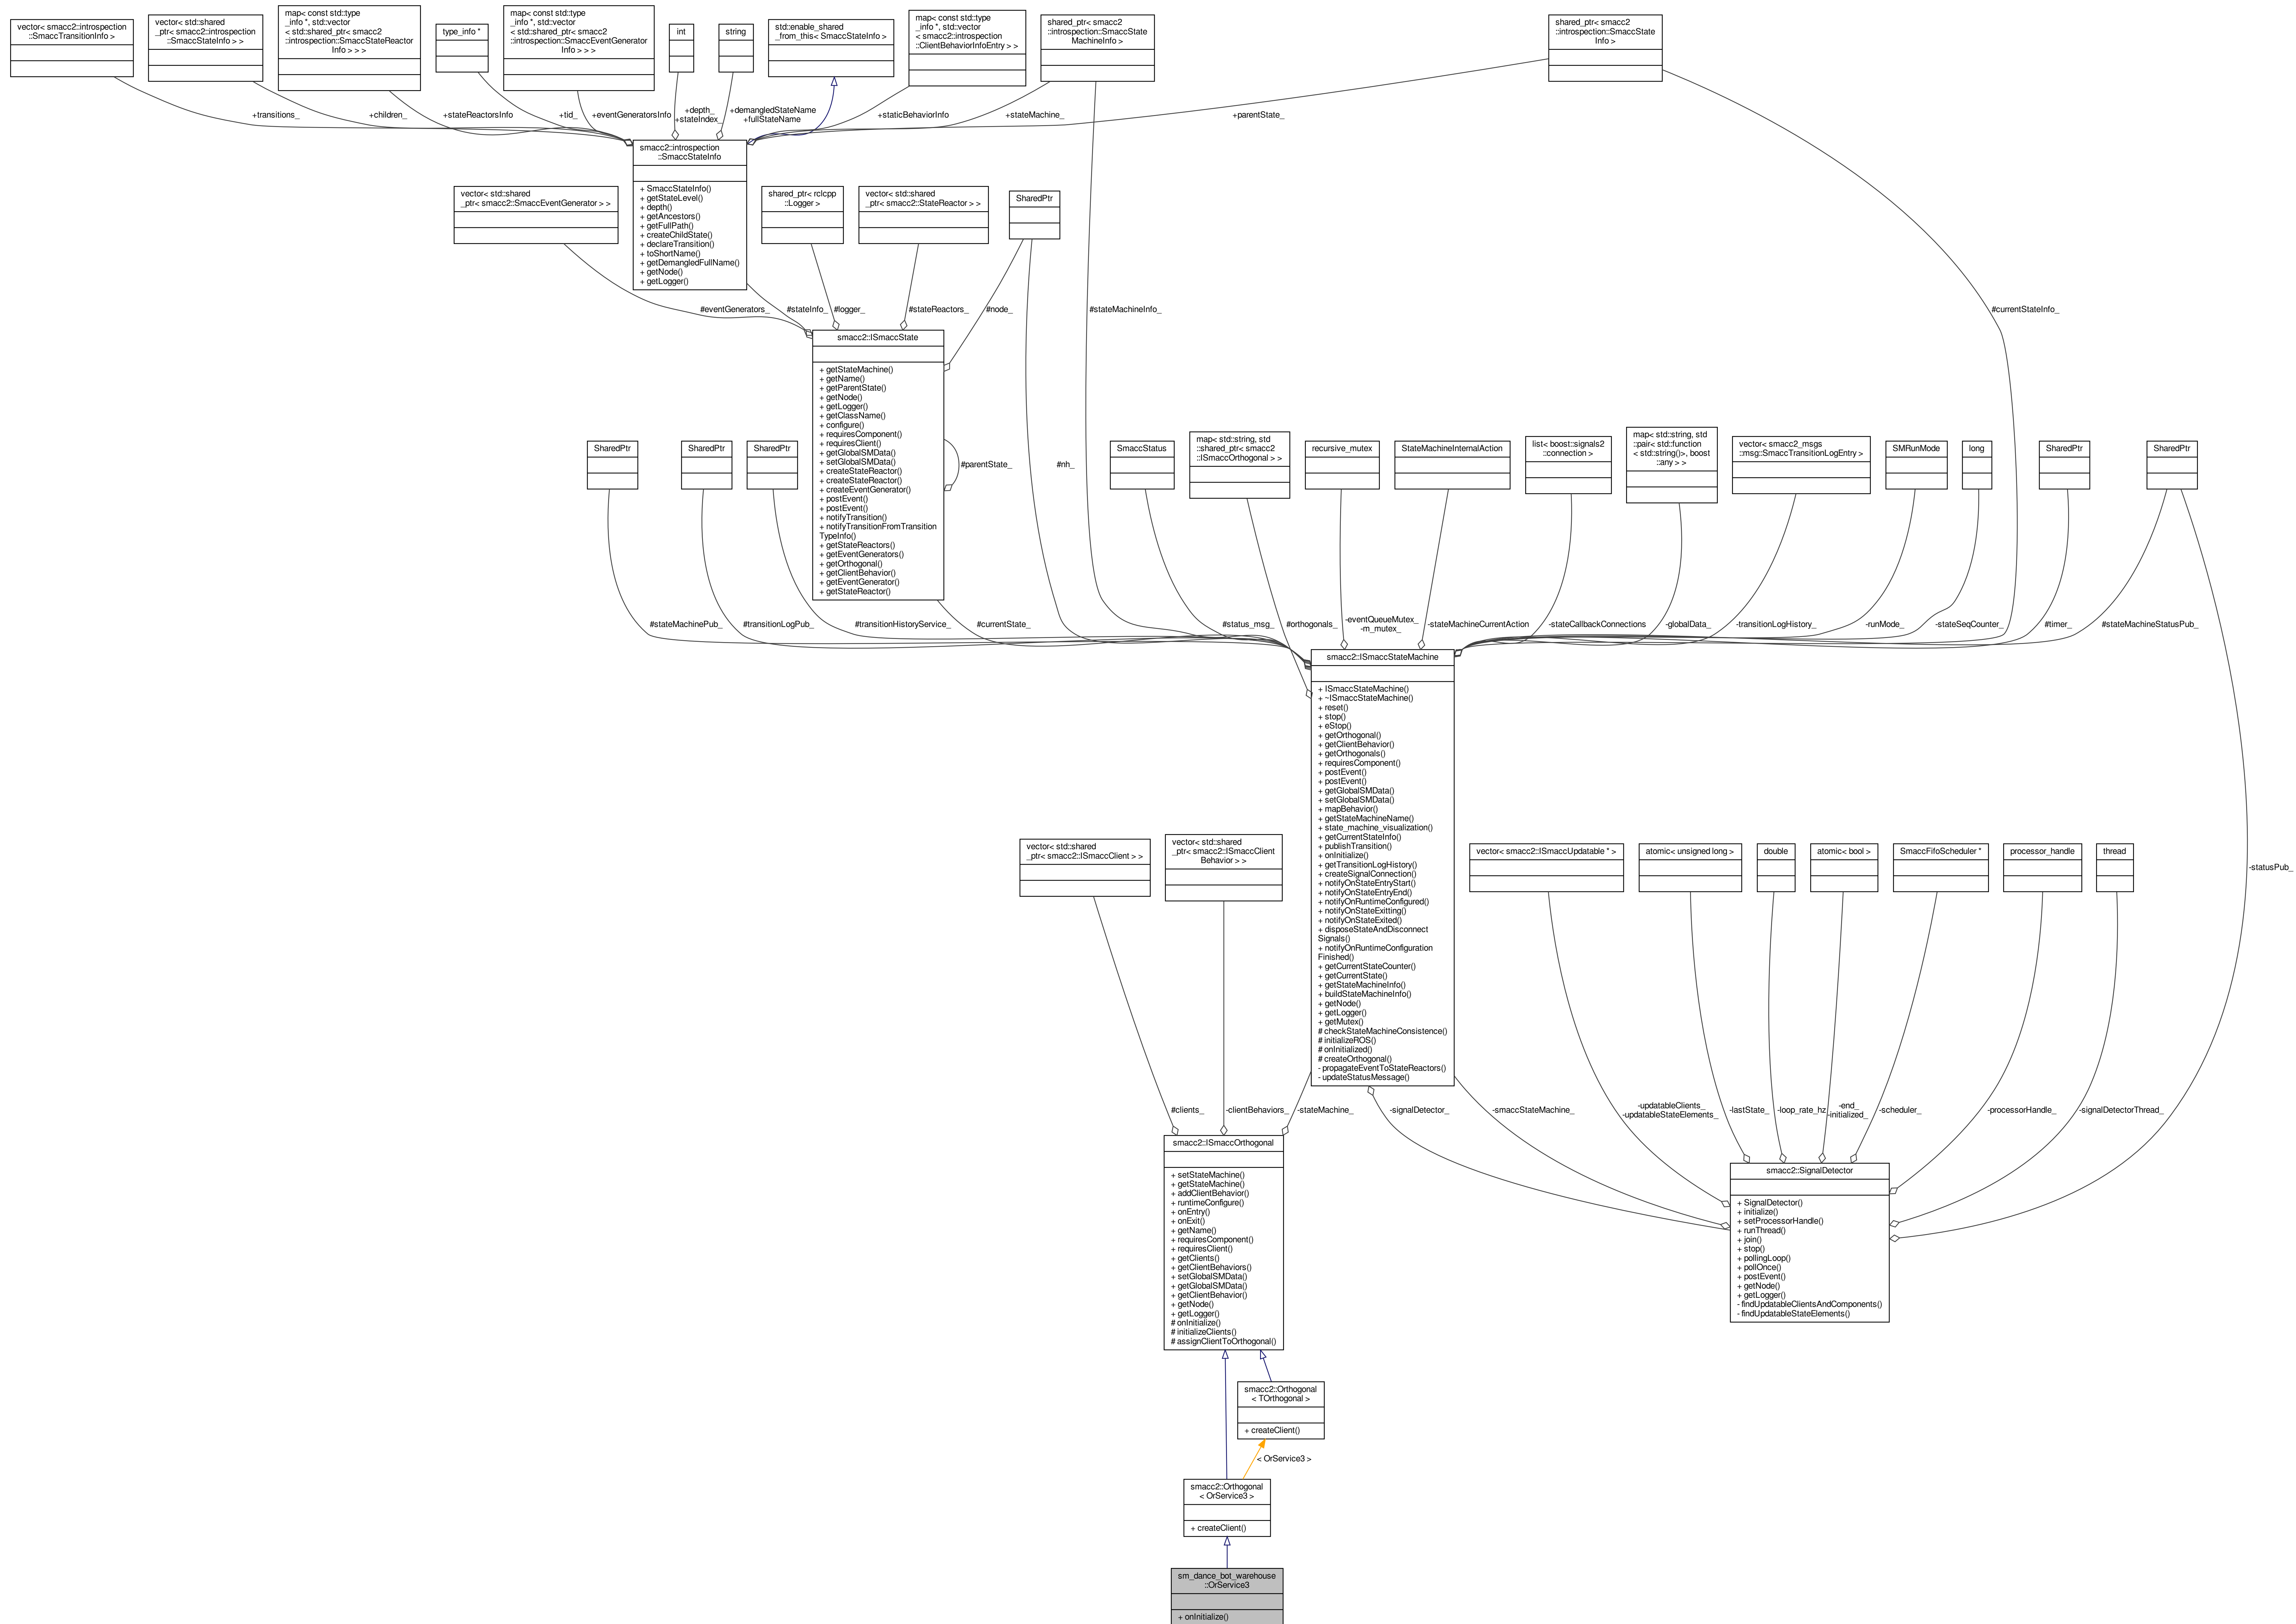 vector< smacc2::introspection
::SmaccTransitionInfo >
vector< std::shared
_ptr< smacc2::introspection
::SmaccStateInfo > >
map< const std::type
_info *, std::vector
< std::shared_ptr< smacc2
::introspection::SmaccStateReactor
Info > > >
type_info *
map< const std::type
_info *, std::vector
< std::shared_ptr< smacc2
::introspection::SmaccEventGenerator
Info > > >
int
string
std::enable_shared
_from_this< SmaccStateInfo >
map< const std::type
_info *, std::vector
< smacc2::introspection
::ClientBehaviorInfoEntry > >
shared_ptr< smacc2
::introspection::SmaccState
MachineInfo >
shared_ptr< smacc2
::introspection::SmaccState
Info >
+transitions_
+children_
+stateReactorsInfo
+tid_
+eventGeneratorsInfo
+depth_
+stateIndex_
+demangledStateName
+fullStateName
+staticBehaviorInfo
+stateMachine_
+parentState_
smacc2::introspection
::SmaccStateInfo
+ SmaccStateInfo()
+ getStateLevel()
+ depth()
+ getAncestors()
+ getFullPath()
+ createChildState()
+ declareTransition()
+ toShortName()
+ getDemangledFullName()
+ getNode()
+ getLogger()
vector< std::shared
_ptr< smacc2::SmaccEventGenerator > >
shared_ptr< rclcpp
::Logger >
vector< std::shared
_ptr< smacc2::StateReactor > >
SharedPtr
#eventGenerators_
#stateInfo_
#logger_
#stateReactors_
#node_
#stateMachineInfo_
#currentStateInfo_
smacc2::ISmaccState
+ getStateMachine()
+ getName()
+ getParentState()
+ getNode()
+ getLogger()
+ getClassName()
+ configure()
+ requiresComponent()
+ requiresClient()
+ getGlobalSMData()
+ setGlobalSMData()
+ createStateReactor()
+ createStateReactor()
+ createEventGenerator()
+ postEvent()
+ postEvent()
+ notifyTransition()
+ notifyTransitionFromTransition
TypeInfo()
+ getStateReactors()
+ getEventGenerators()
+ getOrthogonal()
+ getClientBehavior()
+ getEventGenerator()
+ getStateReactor()
#parentState_
#nh_
SharedPtr
SharedPtr
SharedPtr
SmaccStatus
map< std::string, std
::shared_ptr< smacc2
::ISmaccOrthogonal > >
recursive_mutex
StateMachineInternalAction
list< boost::signals2
::connection >
map< std::string, std
::pair< std::function
< std::string()>, boost
::any > >
vector< smacc2_msgs
::msg::SmaccTransitionLogEntry >
SMRunMode
long
SharedPtr
SharedPtr
#stateMachinePub_
#transitionLogPub_
#transitionHistoryService_
#currentState_
#status_msg_
#orthogonals_
-eventQueueMutex_
-m_mutex_
-stateMachineCurrentAction
-stateCallbackConnections
-globalData_
-transitionLogHistory_
-runMode_
-stateSeqCounter_
#timer_
#stateMachineStatusPub_
smacc2::ISmaccStateMachine
+ ISmaccStateMachine()
+ ~ISmaccStateMachine()
+ reset()
+ stop()
+ eStop()
+ getOrthogonal()
+ getClientBehavior()
+ getOrthogonals()
+ requiresComponent()
+ postEvent()
+ postEvent()
+ getGlobalSMData()
+ setGlobalSMData()
+ mapBehavior()
+ getStateMachineName()
+ state_machine_visualization()
+ getCurrentStateInfo()
+ publishTransition()
+ onInitialize()
+ getTransitionLogHistory()
+ createSignalConnection()
+ notifyOnStateEntryStart()
+ notifyOnStateEntryEnd()
+ notifyOnRuntimeConfigured()
+ notifyOnStateExitting()
+ notifyOnStateExited()
+ disposeStateAndDisconnect
Signals()
+ notifyOnRuntimeConfiguration
Finished()
+ getCurrentStateCounter()
+ getCurrentState()
+ getStateMachineInfo()
+ buildStateMachineInfo()
+ getNode()
+ getLogger()
+ getMutex()
# checkStateMachineConsistence()
# initializeROS()
# onInitialized()
# createOrthogonal()
- propagateEventToStateReactors()
- updateStatusMessage()
vector< std::shared
_ptr< smacc2::ISmaccClient > >
vector< std::shared
_ptr< smacc2::ISmaccClient
Behavior > >
vector< smacc2::ISmaccUpdatable * >
atomic< unsigned long >
double
atomic< bool >
SmaccFifoScheduler *
processor_handle
thread
-statusPub_
#clients_
-clientBehaviors_
-stateMachine_
-signalDetector_
-smaccStateMachine_
-updatableClients_
-updatableStateElements_
-lastState_
-loop_rate_hz
-end_
-initialized_
-scheduler_
-processorHandle_
-signalDetectorThread_
smacc2::ISmaccOrthogonal
+ setStateMachine()
+ getStateMachine()
+ addClientBehavior()
+ runtimeConfigure()
+ onEntry()
+ onExit()
+ getName()
+ requiresComponent()
+ requiresClient()
+ getClients()
+ getClientBehaviors()
+ setGlobalSMData()
+ getGlobalSMData()
+ getClientBehavior()
+ getNode()
+ getLogger()
# onInitialize()
# initializeClients()
# assignClientToOrthogonal()
smacc2::SignalDetector
+ SignalDetector()
+ initialize()
+ setProcessorHandle()
+ runThread()
+ join()
+ stop()
+ pollingLoop()
+ pollOnce()
+ postEvent()
+ getNode()
+ getLogger()
- findUpdatableClientsAndComponents()
- findUpdatableStateElements()
smacc2::Orthogonal
< TOrthogonal >
+ createClient()
< OrService3 >
smacc2::Orthogonal
< OrService3 >
+ createClient()
sm_dance_bot_warehouse
::OrService3
+ onInitialize()